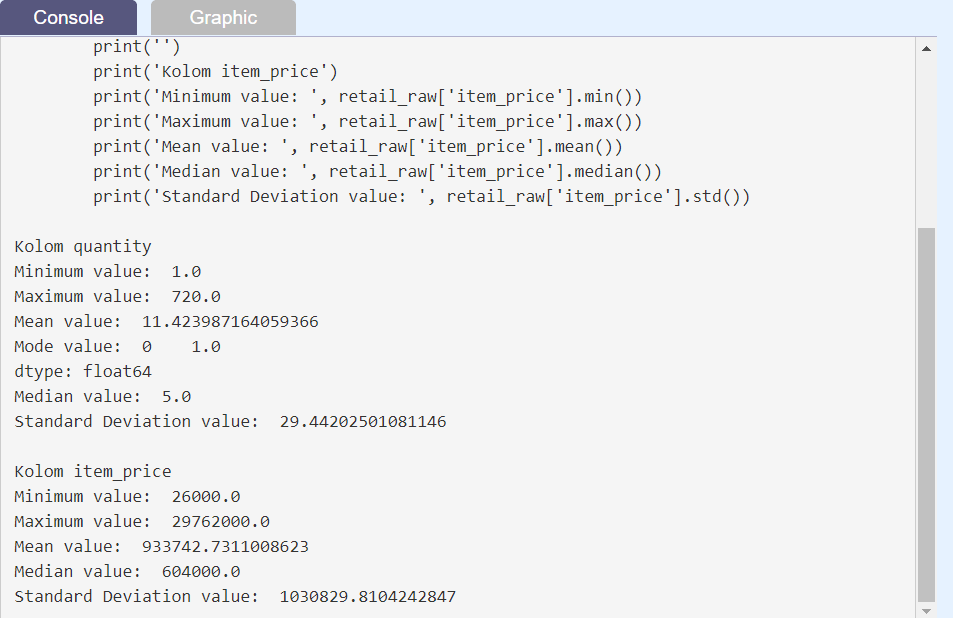 Console
Graphic
print('')
print('Kolom item_price')
print('Minimum value: ', retail_raw['item_price'].min())
print('Maximum value: ', retail_raw['item_price'].max())
print('Mean value: ', retail_raw['item_price'].mean())
print('Median value: ', retail_raw['item_price'].median())
print('Standard Deviation value: ', retail_raw['item_price'].std())
Kolom quantity
Minimum value:  1.0
Maximum value:  720.0
Mean value:  11.423987164059366
Mode value:  0    1.0
dtype: float64
Median value:  5.0
Standard Deviation value:  29.44202501081146
Kolom item_price
Minimum value:  26000.0
Maximum value:  29762000.0
Mean value:  933742.7311008623
Median value:  604000.0
Standard Deviation value:  1030829.8104242847